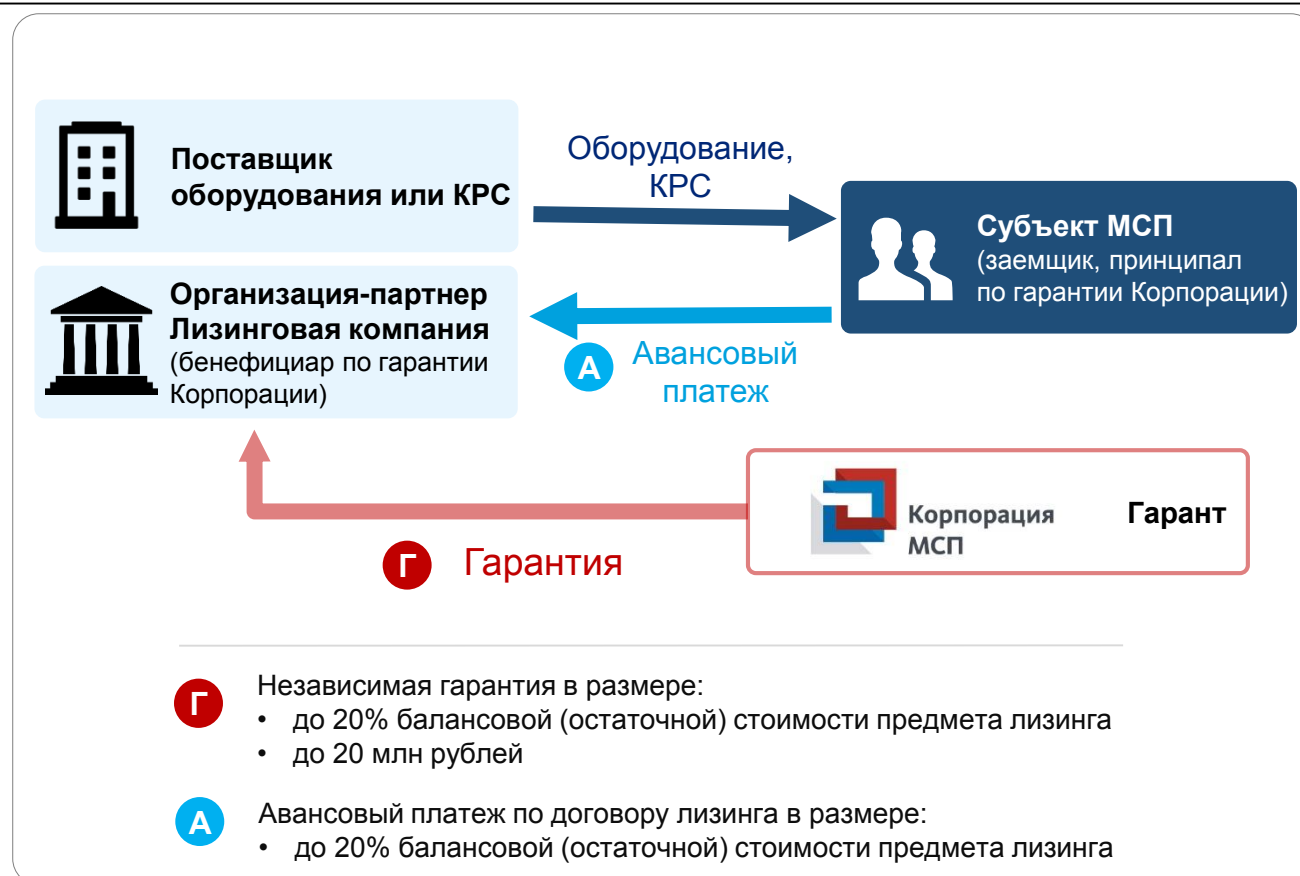 Поставщик
оборудования или КРС
Оборудование,
КРС
Субъект МСП
(заемщик, принципал
по гарантии Корпорации)
Организация-партнер
Лизинговая компания
(бенефициар по гарантии
Корпорации)
А
Авансовый
платеж
Корпорация
МСП
Гарант
Г Гарантия
Г
Независимая гарантия в размере:
• до 20% балансовой (остаточной) стоимости предмета лизинга
• до 20 млн рублей
А
Авансовый платеж по договору лизинга в размере:
• до 20% балансовой (остаточной) стоимости предмета лизинга